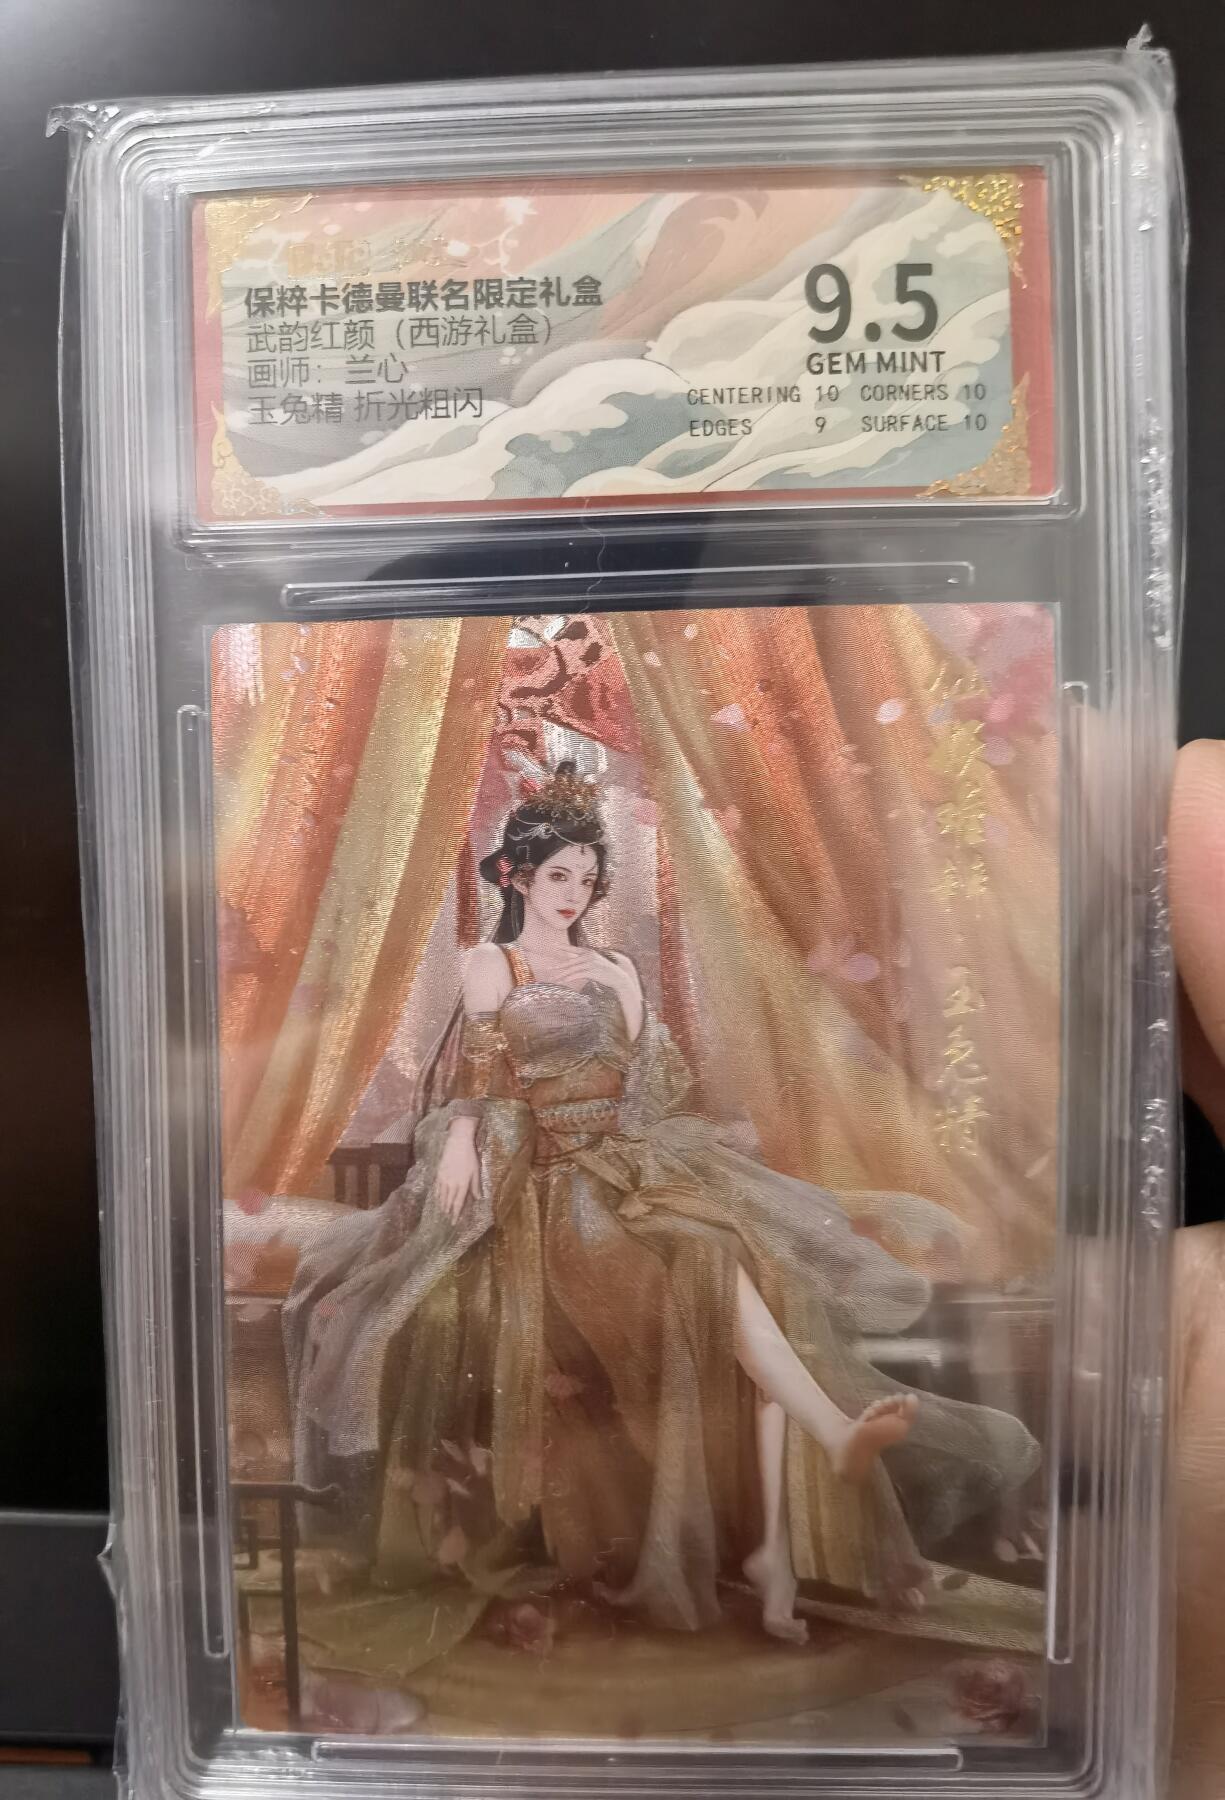 保粹卡德曼联名限定礼盒
武韵红颜（西游礼盒）
画师：兰心
玉兔精 折光粗闪
9.5
GEM MINT
CENTERING 10 CORNERS 10
EDGES 9 SURFACE 10
玉兔精